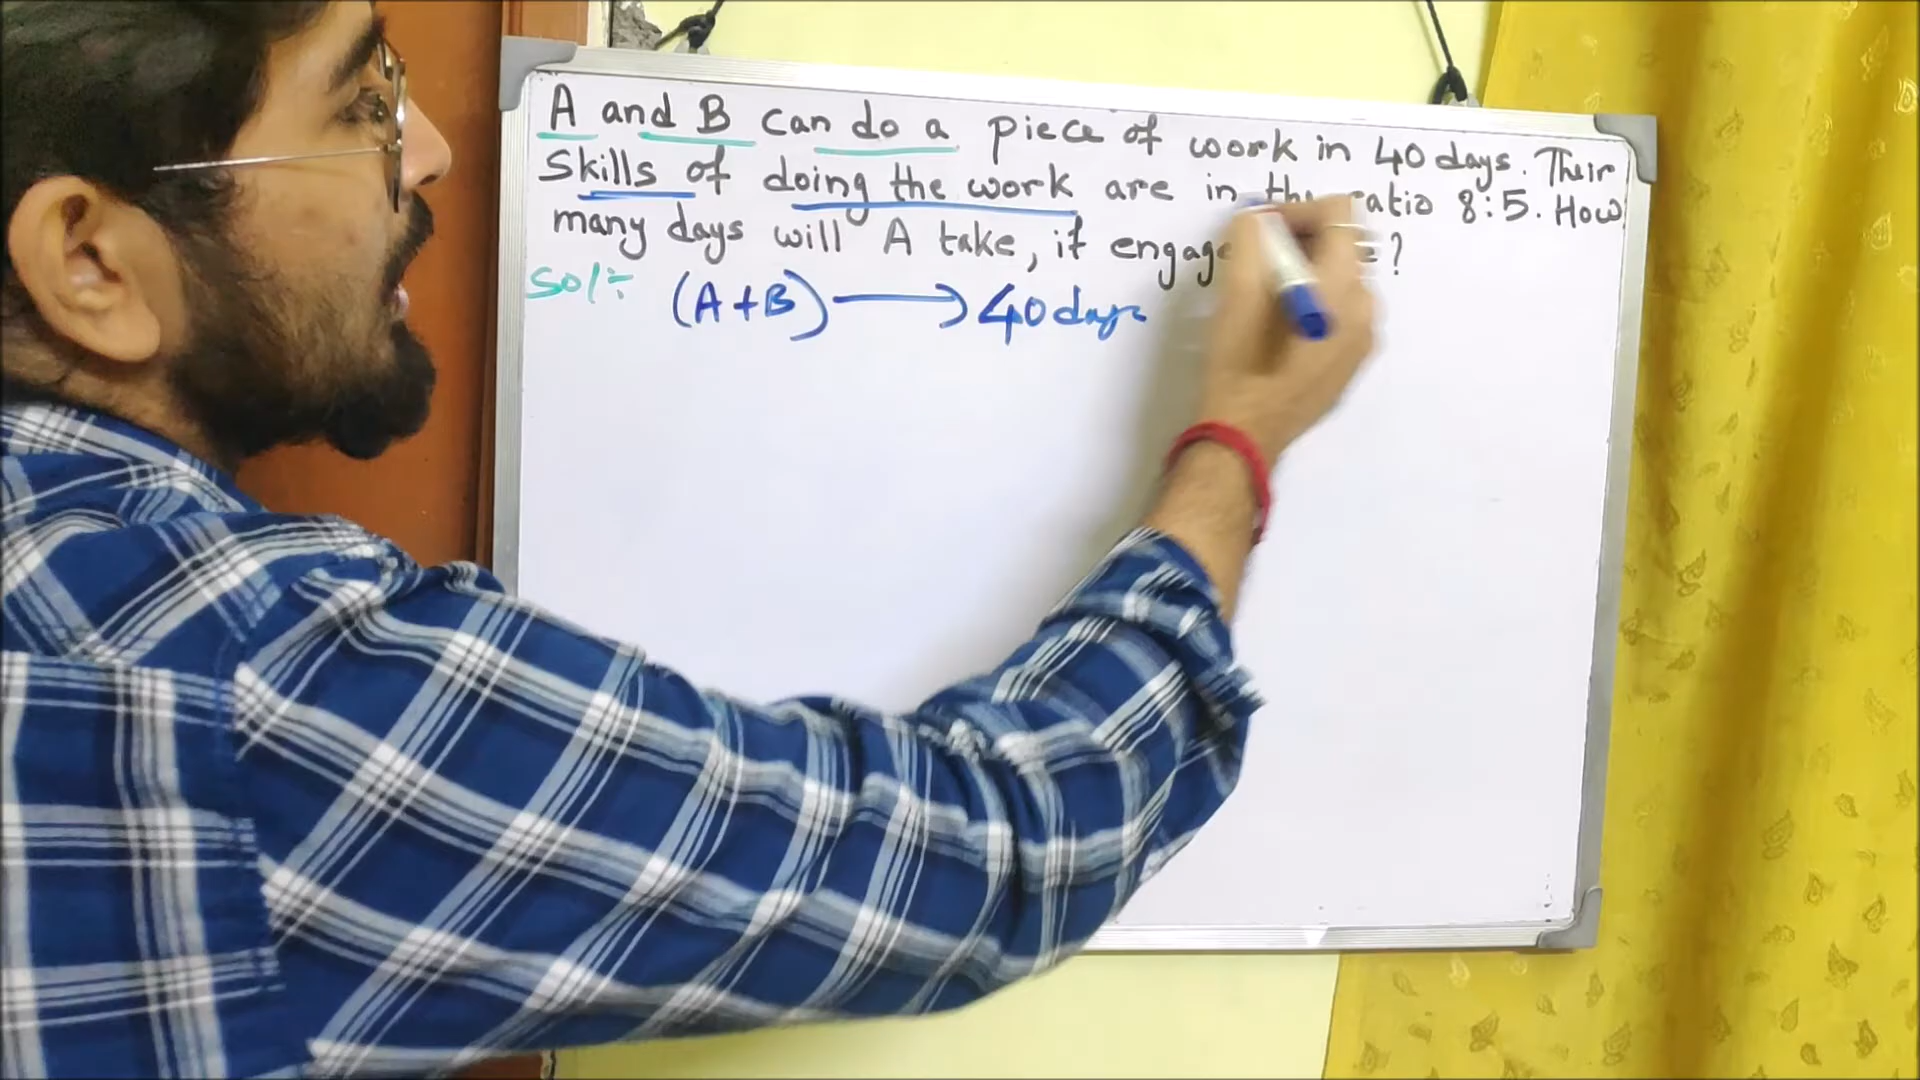 A and B can do a piece of work in 40 days. Their
skills of doing the work are in the ratio 8:5. How
many days will A take, if
sol÷ (A+B) → 40 days